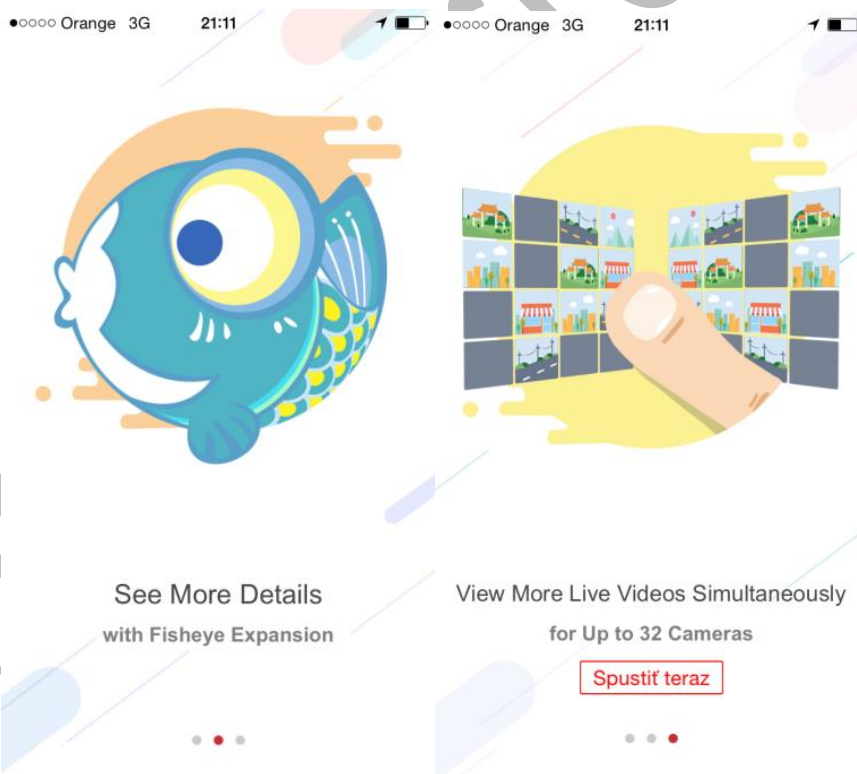 Orange 3G 21:11
See More Details
with Fisheye Expansion
Orange 3G 21:11
View More Live Videos Simultaneously
for Up to 32 Cameras
Spustiť teraz